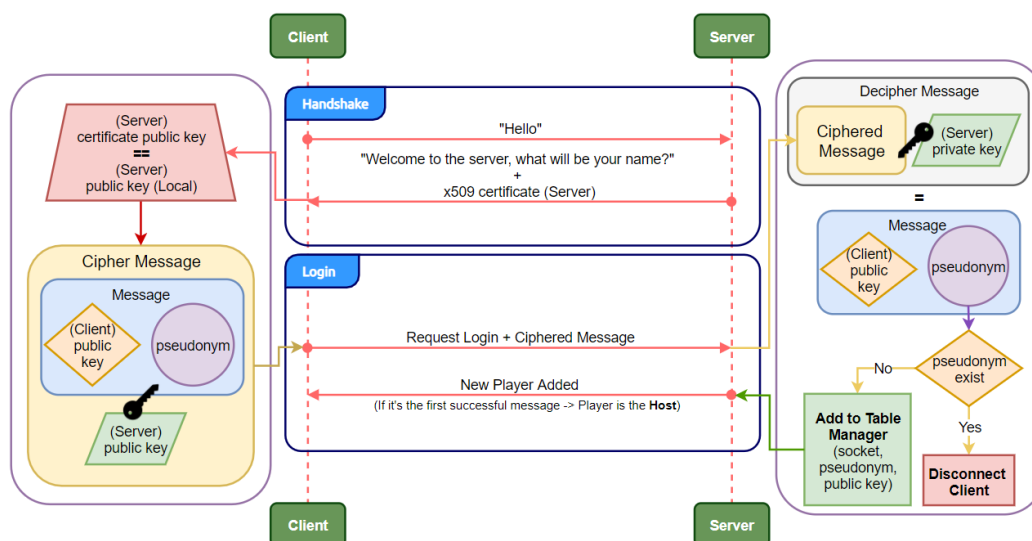 Client
Server
Handshake
"Hello"
"Welcome to the server, what will be your name?"
+
x509 certificate (Server)
(Server)
certificate public key
==
(Server)
public key (Local)
Cipher Message
Message
(Client)
public
key
pseudonym
(Server)
public key
Login
Request Login + Ciphered Message
New Player Added
(If it's the first successful message -> Player is the Host)
Decipher Message
Ciphered
Message
(Server)
private key
=
Message
(Client)
public
key
pseudonym
pseudonym
exist
No
Yes
Add to Table
Manager
(socket,
pseudonym,
public key)
Disconnect
Client
Client
Server